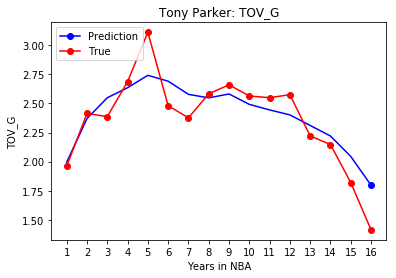 Tony Parker: TOV_G
Prediction
True
TOV_G
3.00
2.75
2.50
2.25
2.00
1.75
1.50
1 2 3 4 5 6 7 8 9 10 11 12 13 14 15 16
Years in NBA